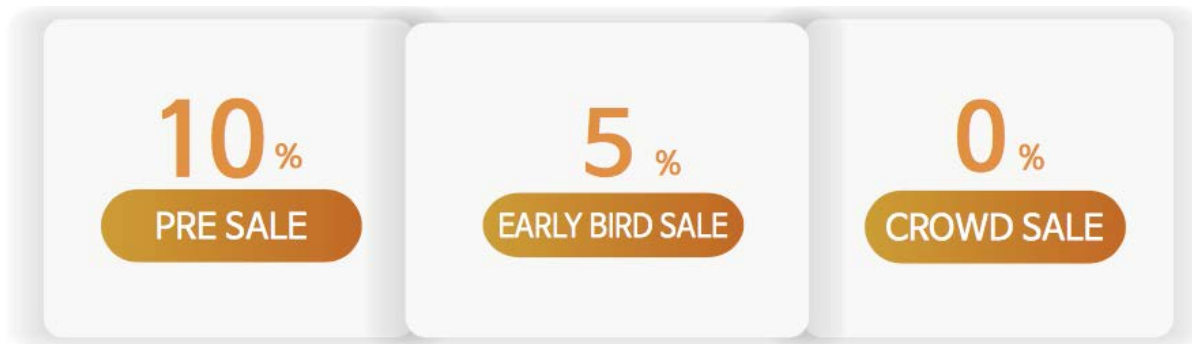 10 %
PRE SALE
5 %
EARLY BIRD SALE
0 %
CROWD SALE